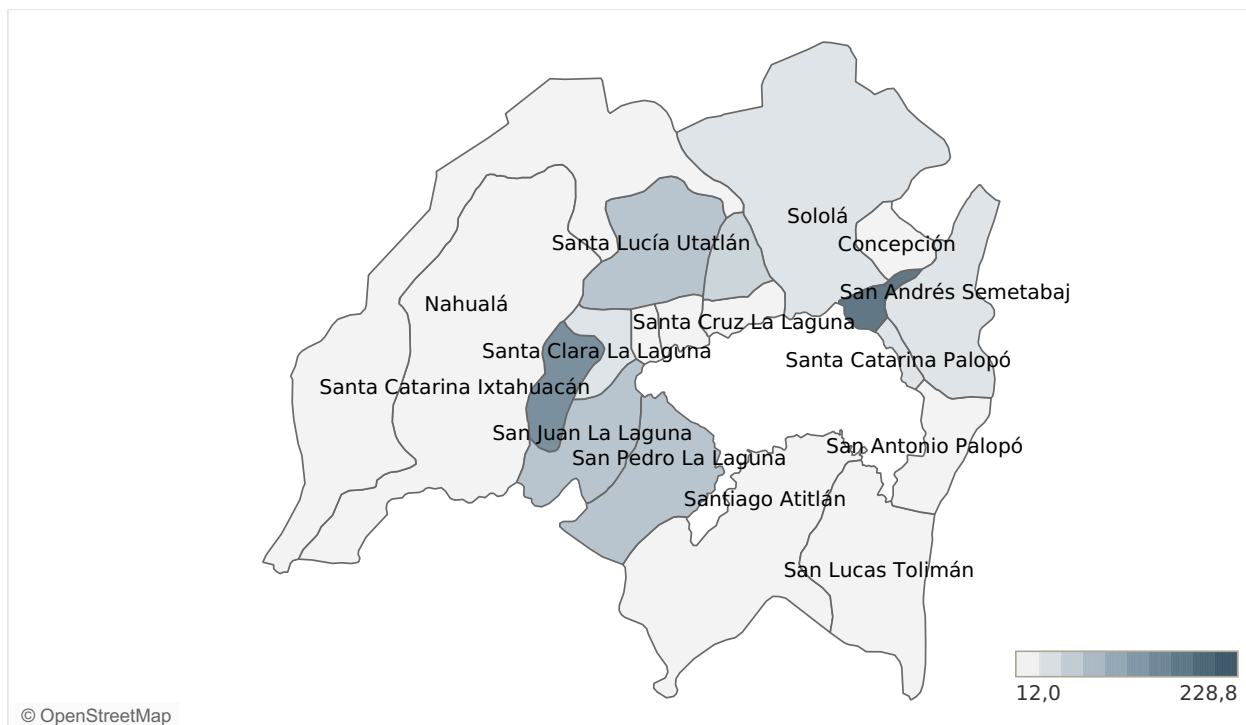 Sololá
Santa Lucía Utatlán
Concepción
San Andrés Semetabaj
Nahualá
Santa Cruz La Laguna
Santa Clara La Laguna
Santa Catarina Palopó
Santa Catarina Ixtahuacán
San Juan La Laguna
San Antonio Palopó
San Pedro La Laguna
Santiago Atitlán
San Lucas Tolimán
12,0
228,8
© OpenStreetMap